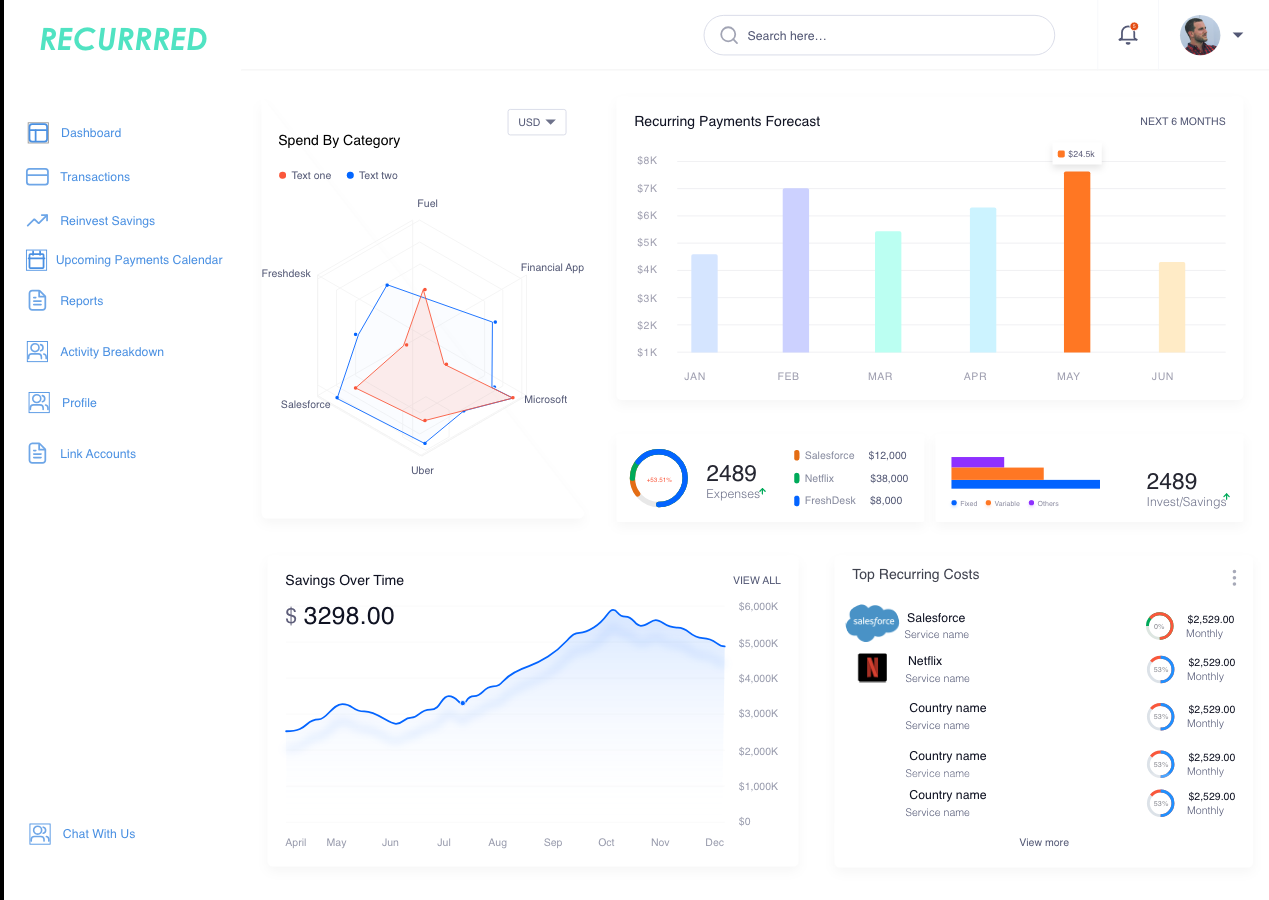 RECURRRED
Search here...
Dashboard
Transactions
Reinvest Savings
Upcoming Payments Calendar
Reports
Activity Breakdown
Profile
Link Accounts
Chat With Us
Spend By Category
USD
Text one
Text two
Fuel
Financial App
Freshdesk
Salesforce
Microsoft
Uber
Recurring Payments Forecast
NEXT 6 MONTHS
$24.5k
$8K
$7K
$6K
$5K
$4K
$3K
$2K
$1K
JAN FEB MAR APR MAY JUN
+53.51%
2489
Expenses
Salesforce $12,000
Netflix $38,000
FreshDesk $8,000
Fixed Variable Others
2489
Invest/Savings
Savings Over Time
VIEW ALL
$ 3298.00
$6,000K
$5,000K
$4,000K
$3,000K
$2,000K
$1,000K
$0
April May Jun Jul Aug Sep Oct Nov Dec
Top Recurring Costs
salesforce
Salesforce
Service name
0%
$2,529.00
Monthly
N
Netflix
Service name
53%
$2,529.00
Monthly
Country name
Service name
53%
$2,529.00
Monthly
Country name
Service name
53%
$2,529.00
Monthly
Country name
Service name
53%
$2,529.00
Monthly
View more